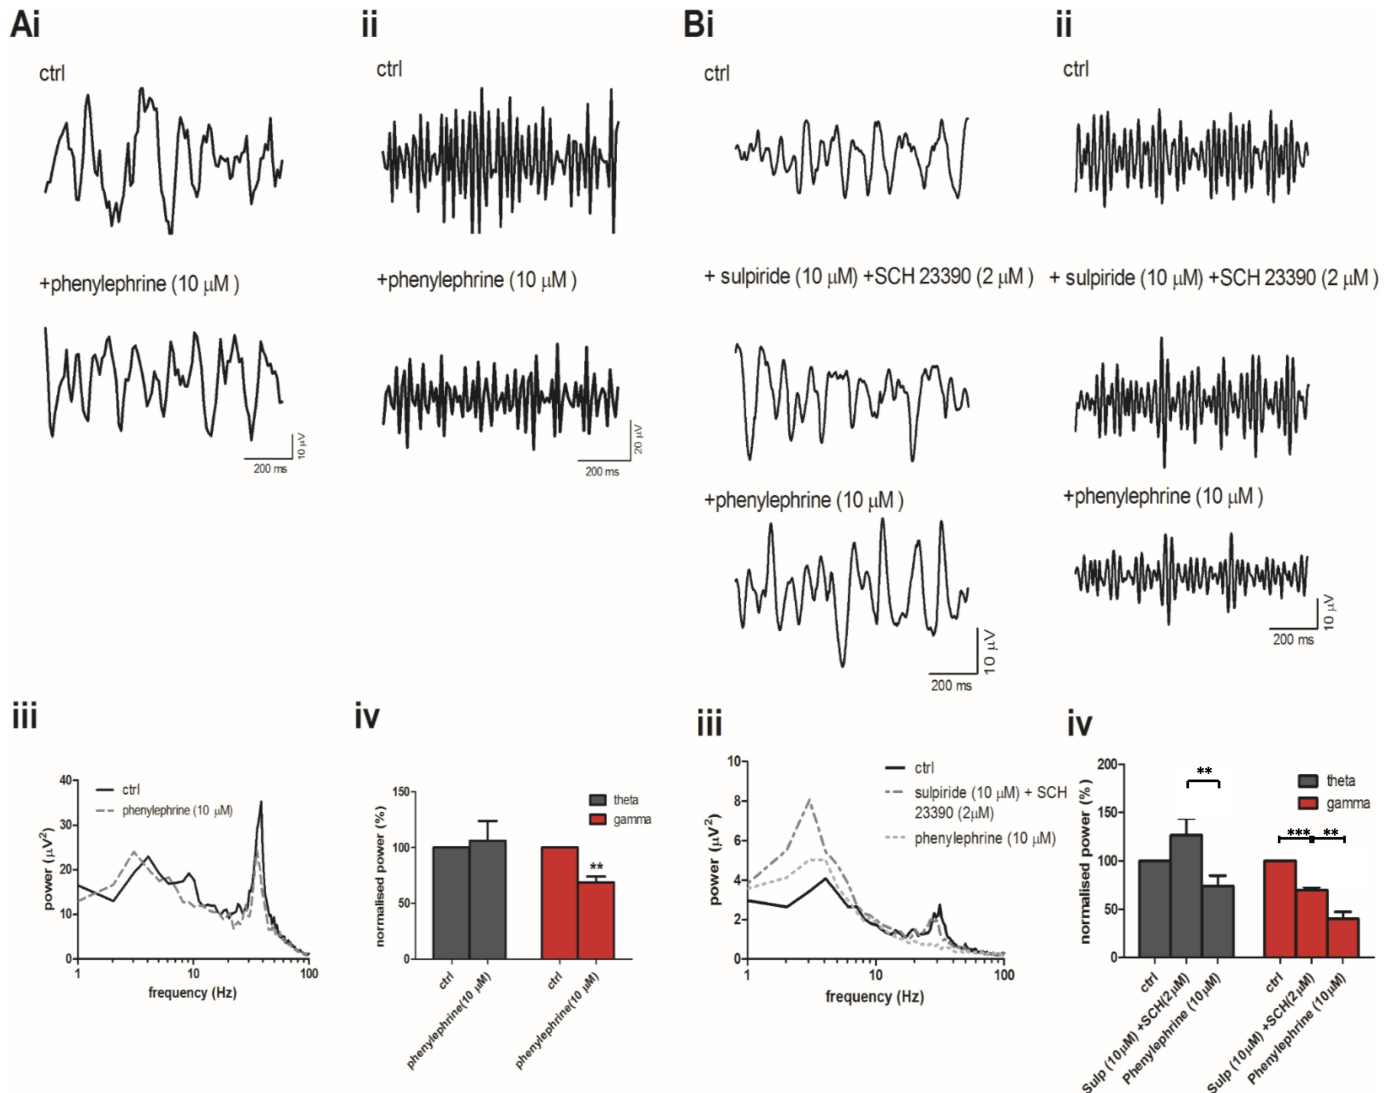 Ai
ii
Bi
ii
ctrl
ctrl
ctrl
ctrl
+phenylephrine (10 μM )
+phenylephrine (10 μM )
+ sulpiride (10 μM) +SCH 23390 (2 μM )
+ sulpiride (10 μM) +SCH 23390 (2 μM )
10 μV
200 ms
20 μV
200 ms
+phenylephrine (10 μM )
+phenylephrine (10 μM )
10 μV
200 ms
10 μV
200 ms
iii
iv
iii
iv
40
30
20
10
0
power (μV²)
ctrl
phenylephrine (10 μM)
1
10
100
frequency (Hz)
150
100
50
0
normalised power (%)
theta
gamma
**
ctrl
phenylephrine(10 μM)
ctrl
phenylephrine(10 μM)
10
8
6
4
2
0
power (μV²)
ctrl
sulpiride (10 μM) + SCH
23390 (2μM)
phenylephrine (10 μM)
1
10
100
frequency (Hz)
200
150
100
50
0
normalised power (%)
theta
gamma
**
***
**
ctrl
Sulp (10μM) +SCH(2μM)
Phenylephrine (10μM)
ctrl
Sulp (10μM) +SCH(2μM)
Phenylephrine (10μM)